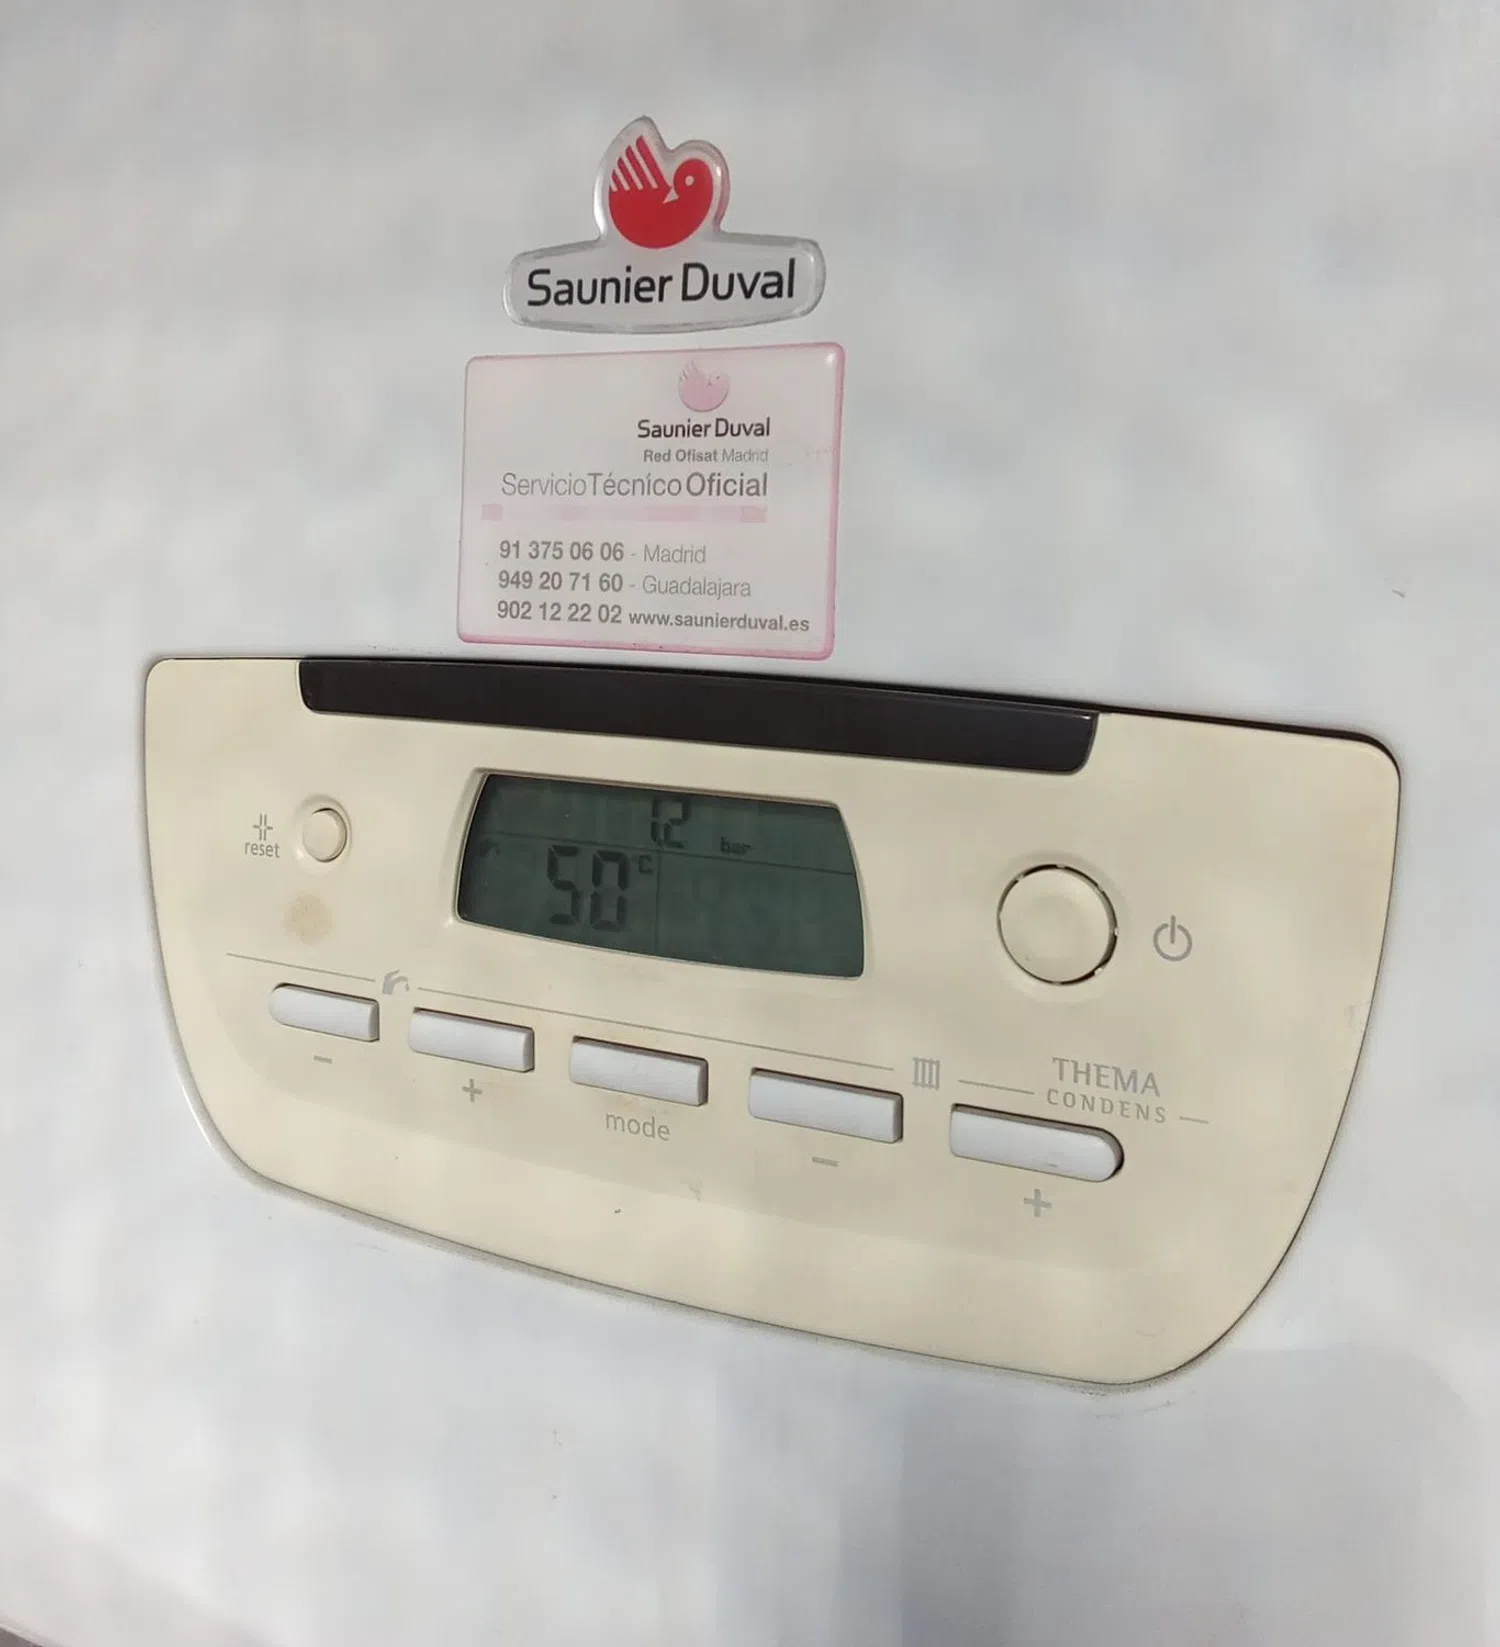 Saunier Duval
Saunier Duval
Red Ofisat Madrid
Servicio Técnico Oficial
91 375 06 06 - Madrid
949 20 71 60 - Guadalajara
902 12 22 02 www.saunierduval.es
1.2 bar
50 °C
reset
- + mode - +
THEMA
CONDENS